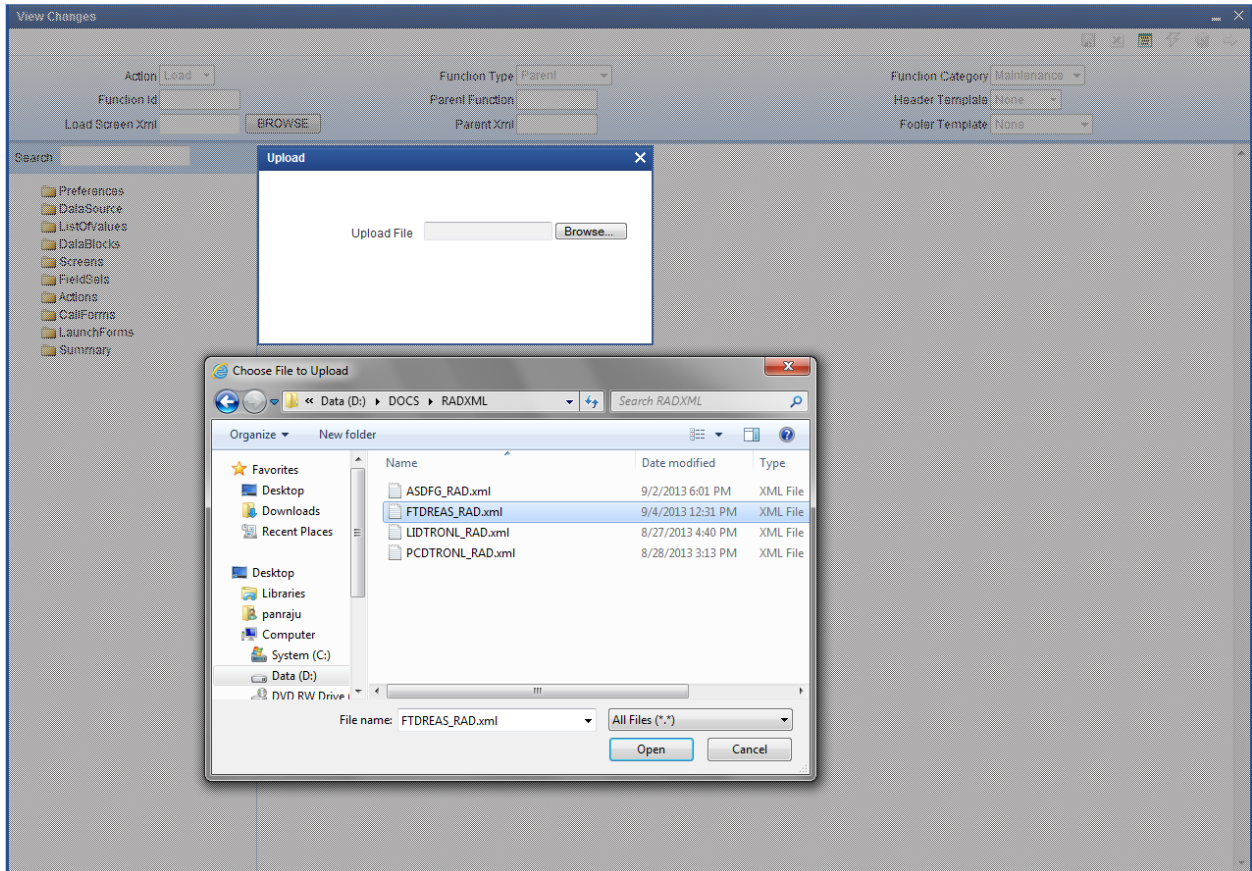 View Changes
Action Load Function Type Parent Function Category Maintenance
Function Id Parent Function Header Template None
Load Screen Xml BROWSE Parent Xml Footer Template None
Search
Preferences
DataSource
ListOfValues
DataBlocks
Screens
FieldSets
Actions
CallForms
LaunchForms
Summary
Upload
Upload File Browse...
Choose File to Upload
« Data (D:) DOCS RADXML Search RADXML
Organize New folder
Favorites
Desktop
Downloads
Recent Places
Desktop
Libraries
panraju
Computer
System (C:)
Data (D:)
DVD RW Drive (
Name Date modified Type
ASDFG_RAD.xml 9/2/2013 6:01 PM XML File
FTDREAS_RAD.xml 9/4/2013 12:31 PM XML File
LIDTRONL_RAD.xml 8/27/2013 4:40 PM XML File
PCDTRONL_RAD.xml 8/28/2013 3:13 PM XML File
File name: FTDREAS_RAD.xml All Files (*.*)
Open Cancel